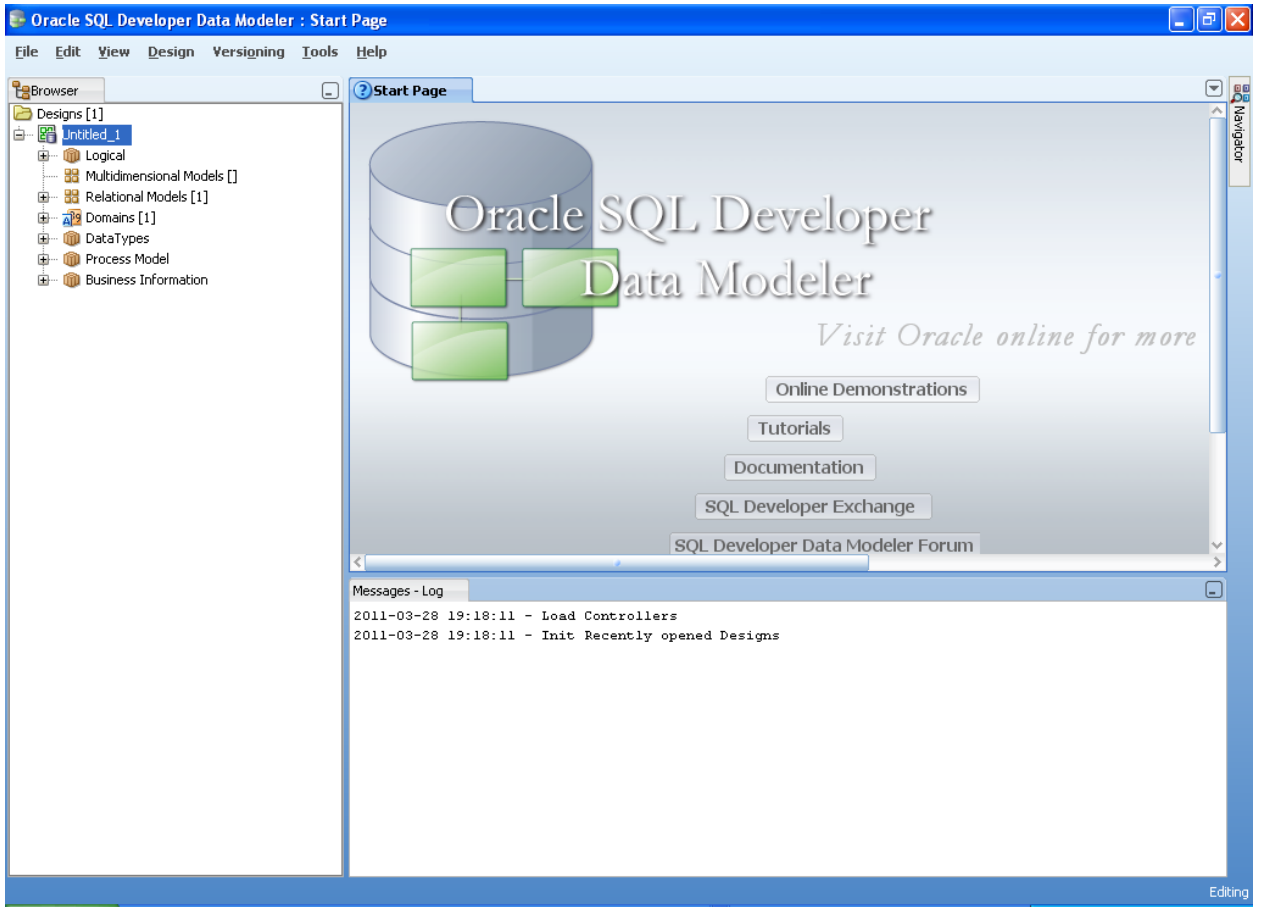 Oracle SQL Developer Data Modeler : Start Page
File Edit View Design Versioning Tools Help
Browser
Designs [1]
Untitled_1
Logical
Multidimensional Models []
Relational Models [1]
Domains [1]
DataTypes
Process Model
Business Information
Start Page
Oracle SQL Developer
Data Modeler
Visit Oracle online for more
Online Demonstrations
Tutorials
Documentation
SQL Developer Exchange
SQL Developer Data Modeler Forum
Messages - Log
2011-03-28 19:18:11 - Load Controllers
2011-03-28 19:18:11 - Init Recently opened Designs
Navigator
Editing